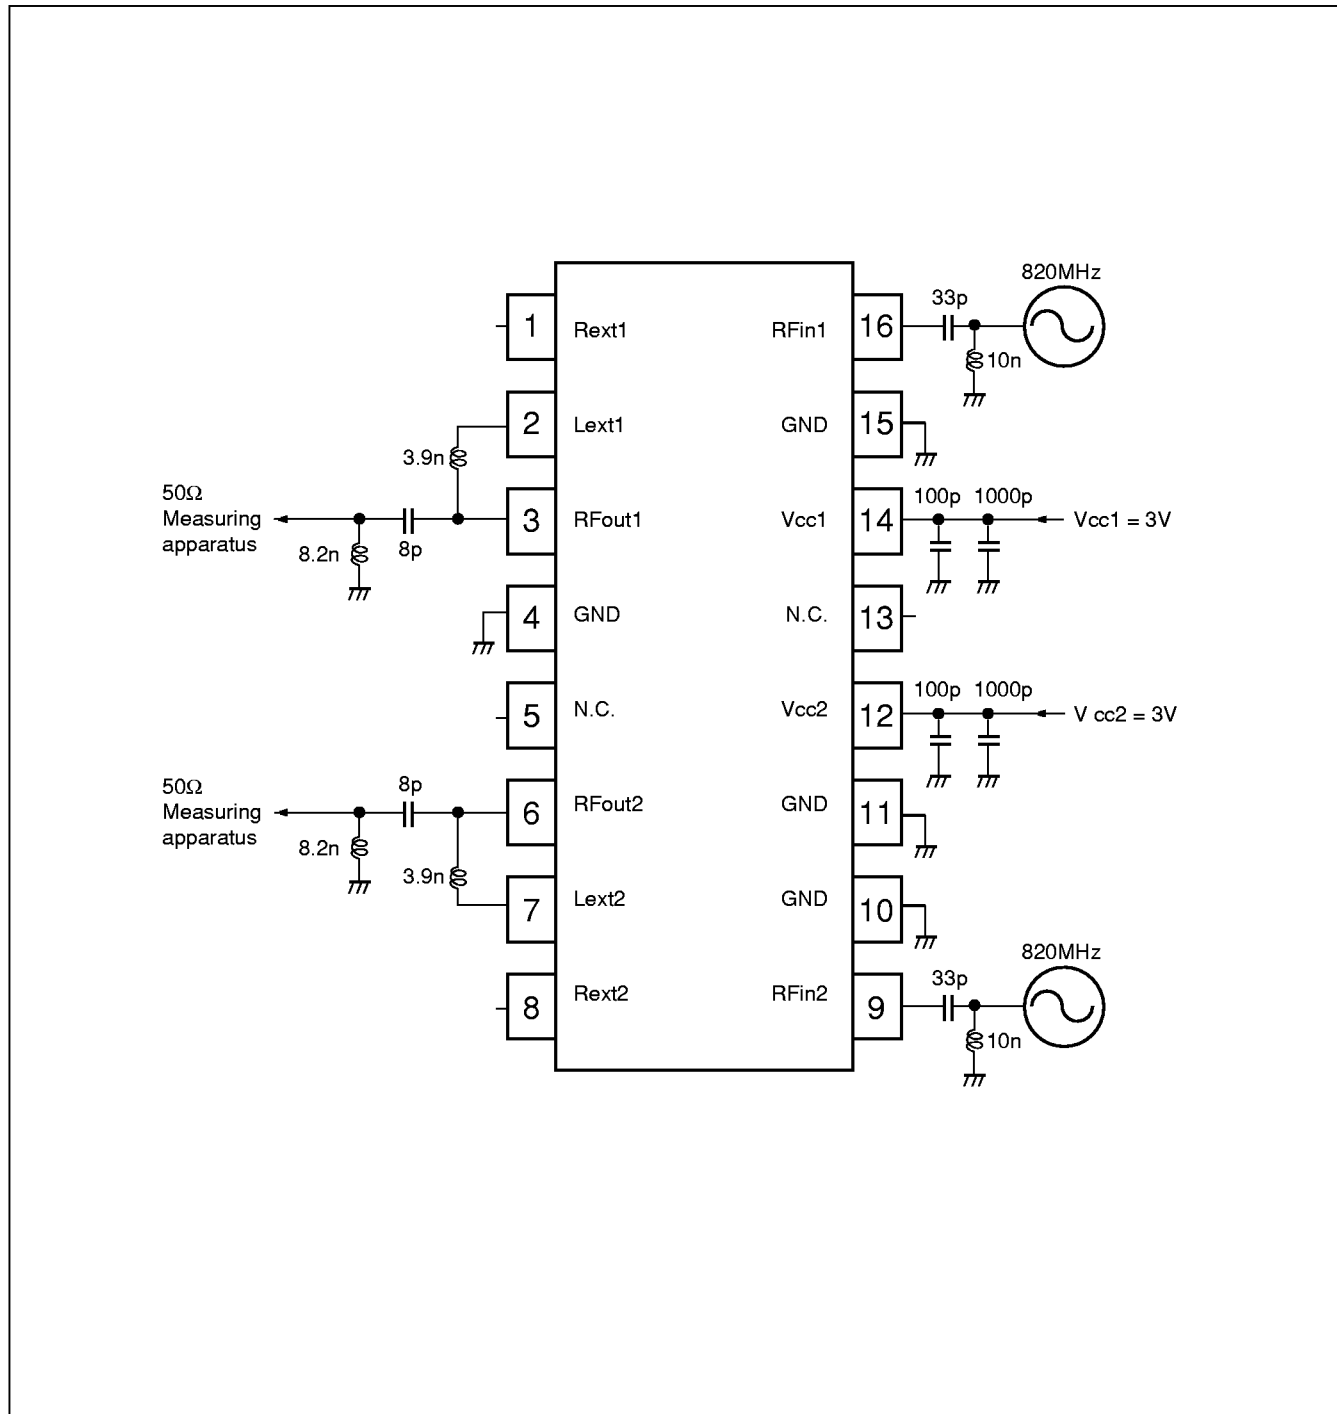 820MHz
33p
1
Rext1
RFin1
16
10n
2
Lext1
GND
15
3.9n
50Ω
Measuring
apparatus
8.2n
8p
3
RFout1
Vcc1
14
100p
1000p
Vcc1 = 3V
4
GND
N.C.
13
5
N.C.
Vcc2
12
100p
1000p
V cc2 = 3V
50Ω
Measuring
apparatus
8p
8.2n
3.9n
6
RFout2
GND
11
7
Lext2
GND
10
820MHz
33p
8
Rext2
RFin2
9
10n